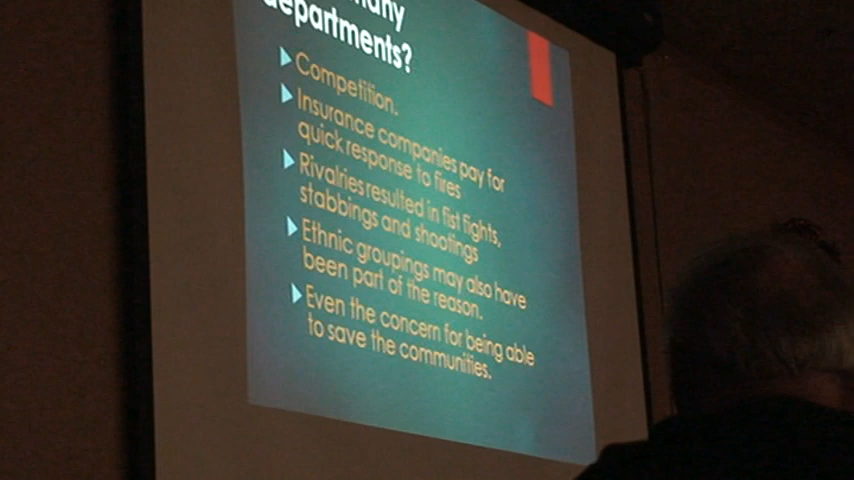 many
departments?
Competition.
Insurance companies pay for
quick response to fires
Rivalries resulted in fist fights,
stabbings and shootings
Ethnic groupings may also have
been part of the reason.
Even the concern for being able
to save the communities.